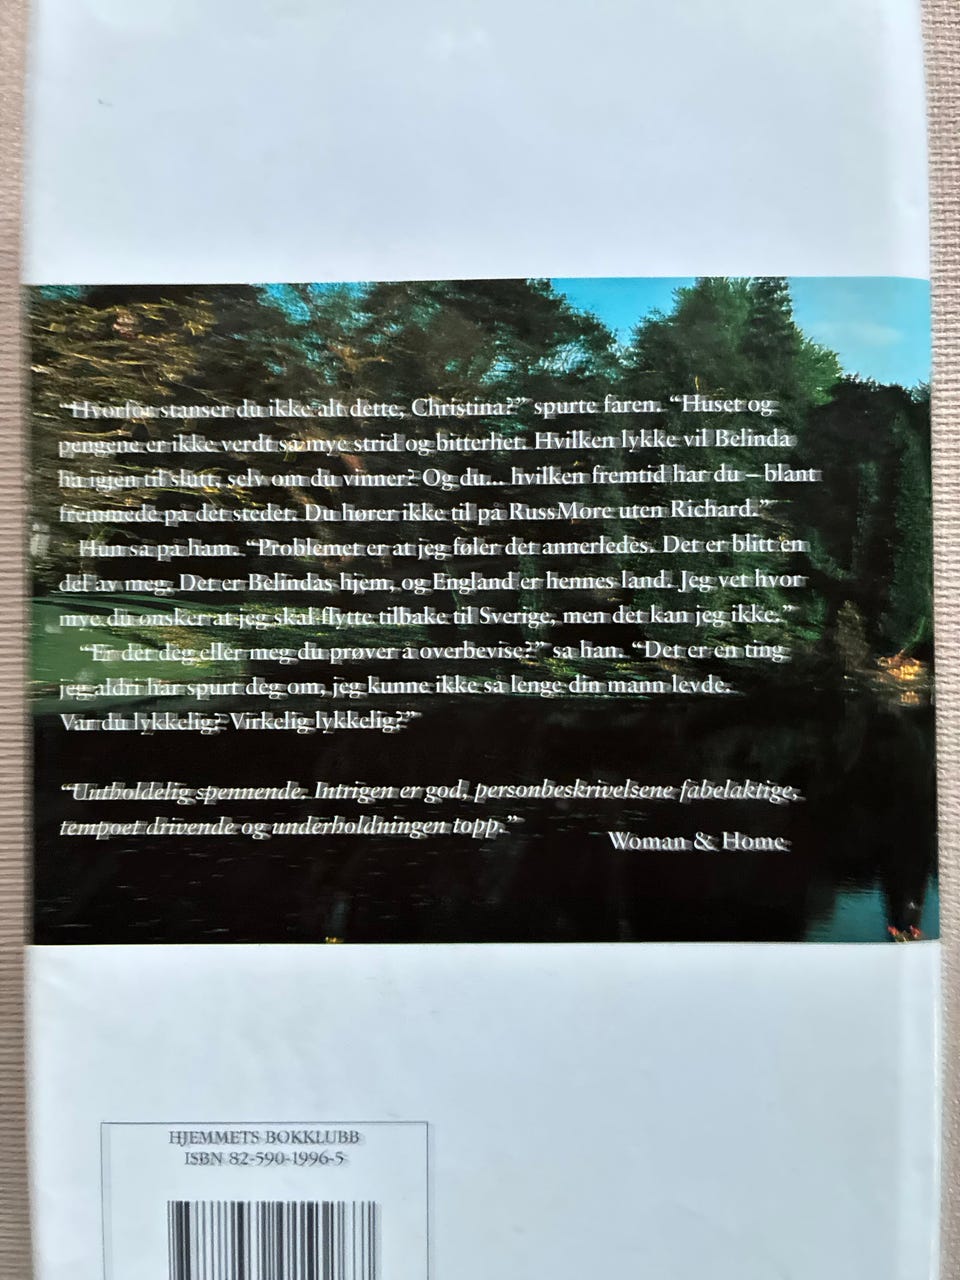 “Hvorfor stanser du ikke alt dette, Christina?” spurte faren. “Huset og
pengene er ikke verdt så mye strid og bitterhet. Hvilken lykke vil Belinda
ha igjen til slutt, selv om du vinner? Og du... hvilken fremtid har du – blant
fremmede på det stedet. Du hører ikke til på RussMore uten Richard.”
Hun så på ham. “Problemet er at jeg føler det annerledes. Det er blitt en
del av meg. Det er Belindas hjem, og England er hennes land. Jeg vet hvor
mye du ønsker at jeg skal flytte tilbake til Sverige, men det kan jeg ikke.”
“Er det deg eller meg du prøver å overbevise?” sa han. “Det er en ting
jeg aldri har spurt deg om, jeg kunne ikke så lenge din mann levde.
Var du lykkelig? Virkelig lykkelig?”
“Uutholdelig spennende. Intrigen er god, personbeskrivelsene fabelaktige,
tempoet drivende og underholdningen topp.”
Woman & Home
HJEMMETS BOKKLUBB
ISBN 82-590-1996-5